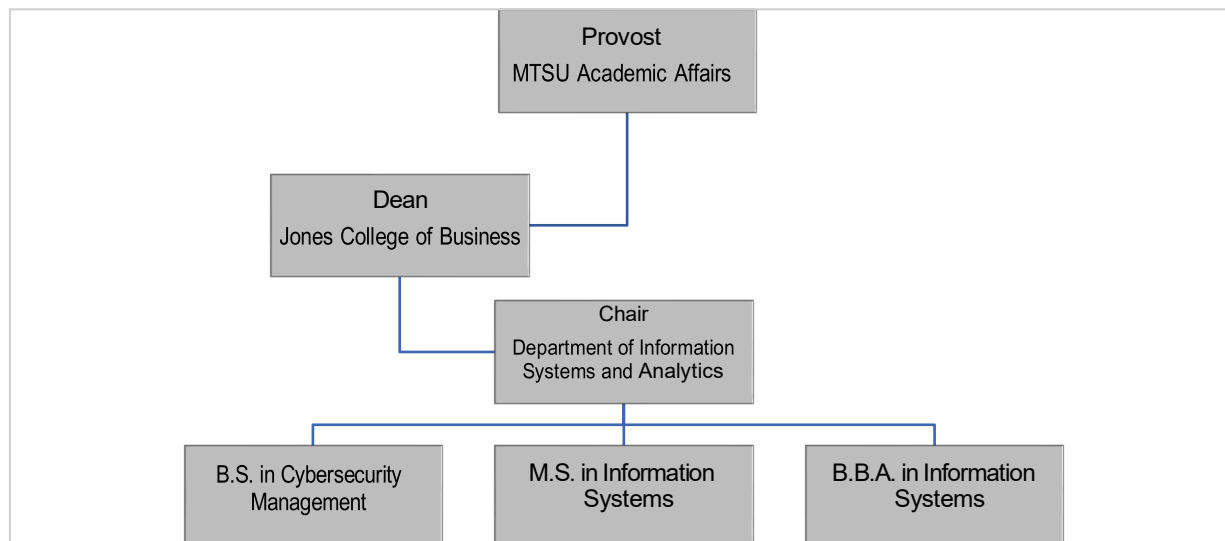 Provost
MTSU Academic Affairs
Dean
Jones College of Business
Chair
Department of Information
Systems and Analytics
B.S. in Cybersecurity
Management
M.S. in Information
Systems
B.B.A. in Information
Systems